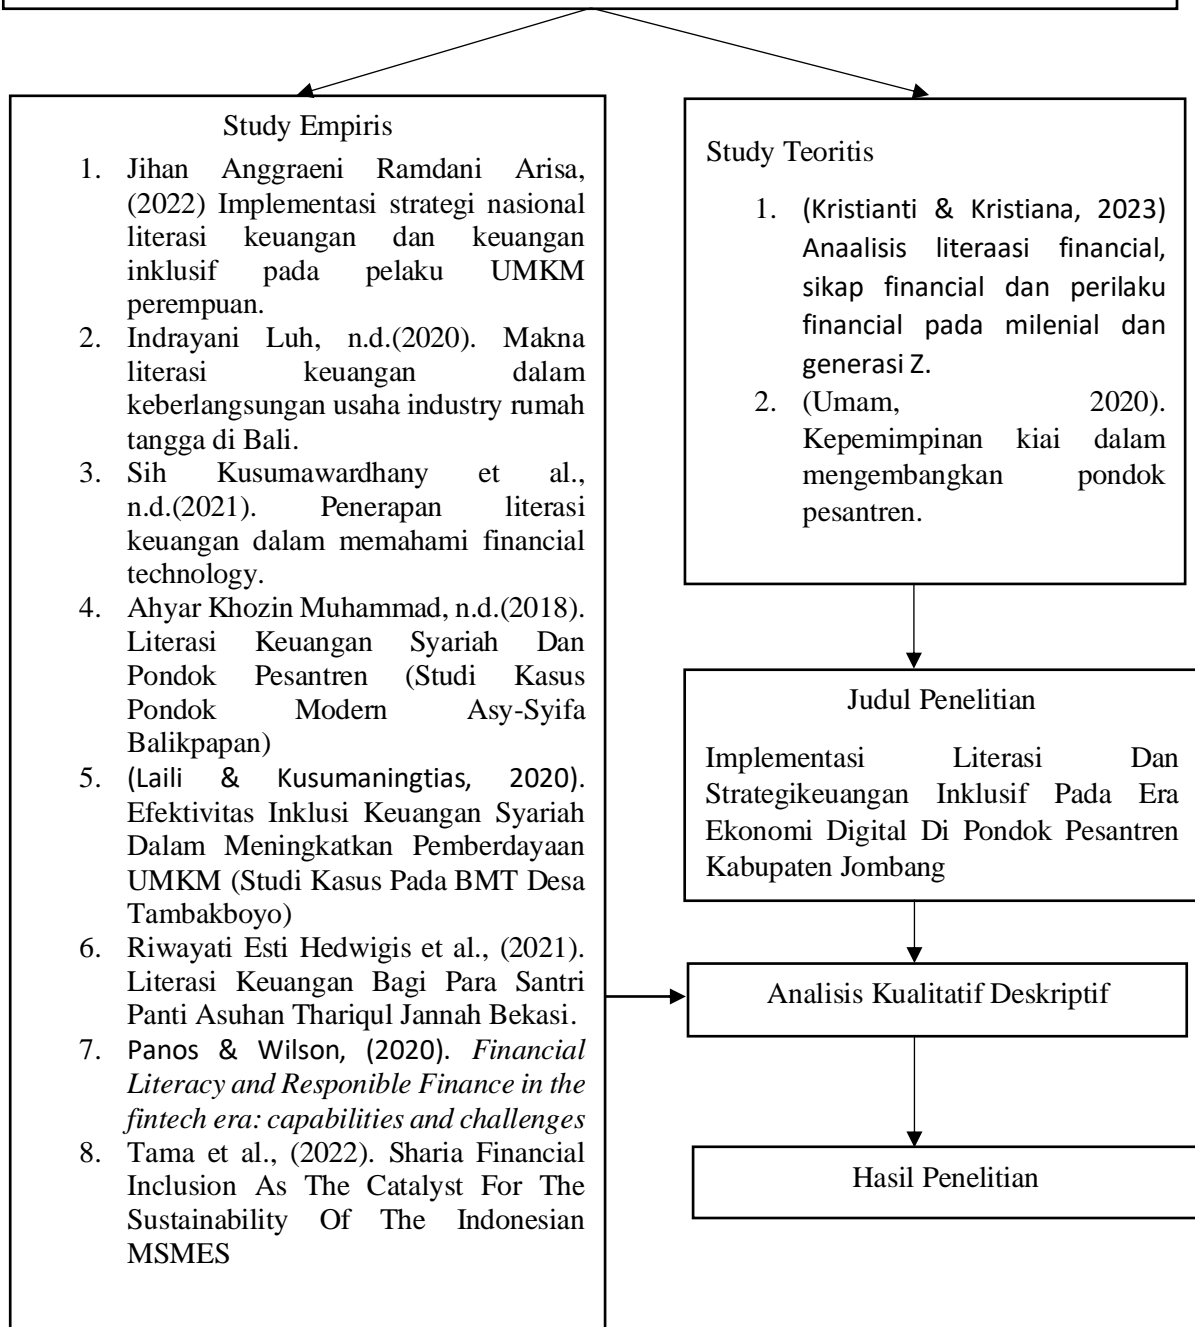 Study Empiris
1. Jihan Anggraeni Ramdani Arisa,
(2022) Implementasi strategi nasional
literasi keuangan dan keuangan
inklusif pada pelaku UMKM
perempuan.
2. Indrayani Luh, n.d.(2020). Makna
literasi keuangan dalam
keberlangsungan usaha industry rumah
tangga di Bali.
3. Sih Kusumawardhany et al.,
n.d.(2021). Penerapan literasi
keuangan dalam memahami financial
technology.
4. Ahyar Khozin Muhammad, n.d.(2018).
Literasi Keuangan Syariah Dan
Pondok Pesantren (Studi Kasus
Pondok Modern Asy-Syifa
Balikpapan)
5. (Laili & Kusumaningtias, 2020).
Efektivitas Inklusi Keuangan Syariah
Dalam Meningkatkan Pemberdayaan
UMKM (Studi Kasus Pada BMT Desa
Tambakboyo)
6. Riwayati Esti Hedwigis et al., (2021).
Literasi Keuangan Bagi Para Santri
Panti Asuhan Thariqul Jannah Bekasi.
7. Panos & Wilson, (2020). Financial
Literacy and Responible Finance in the
fintech era: capabilities and challenges
8. Tama et al., (2022). Sharia Financial
Inclusion As The Catalyst For The
Sustainability Of The Indonesian
MSMES
Study Teoritis
1. (Kristianti & Kristiana, 2023)
Anaalisis literaasi financial,
sikap financial dan perilaku
financial pada milenial dan
generasi Z.
2. (Umam, 2020).
Kepemimpinan kiai dalam
mengembangkan pondok
pesantren.
Judul Penelitian
Implementasi Literasi Dan
Strategikeuangan Inklusif Pada Era
Ekonomi Digital Di Pondok Pesantren
Kabupaten Jombang
Analisis Kualitatif Deskriptif
Hasil Penelitian